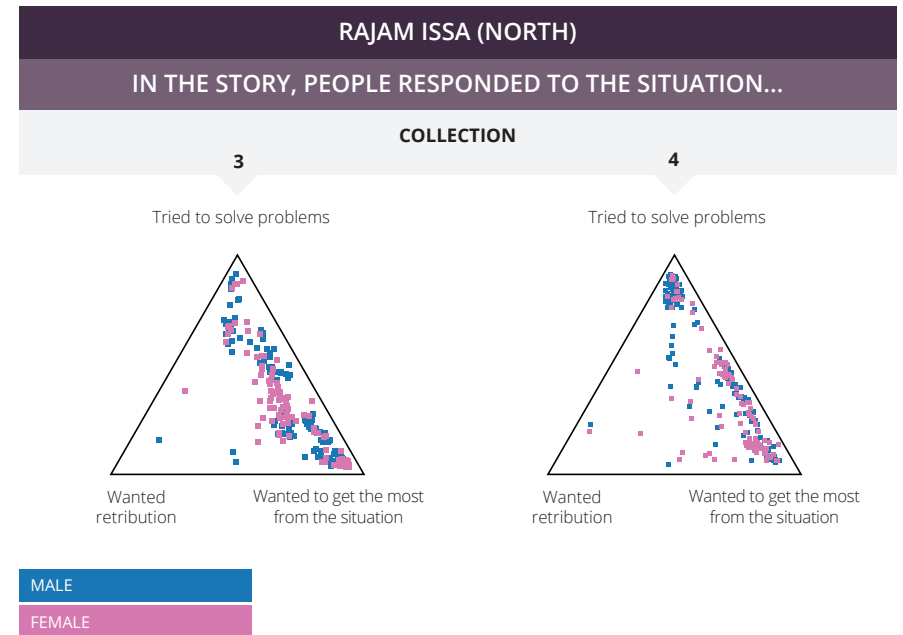 RAJAM ISSA (NORTH)
IN THE STORY, PEOPLE RESPONDED TO THE SITUATION...
COLLECTION
3
4
Tried to solve problems
Tried to solve problems
Wanted
retribution
Wanted to get the most
from the situation
Wanted
retribution
Wanted to get the most
from the situation
MALE
FEMALE